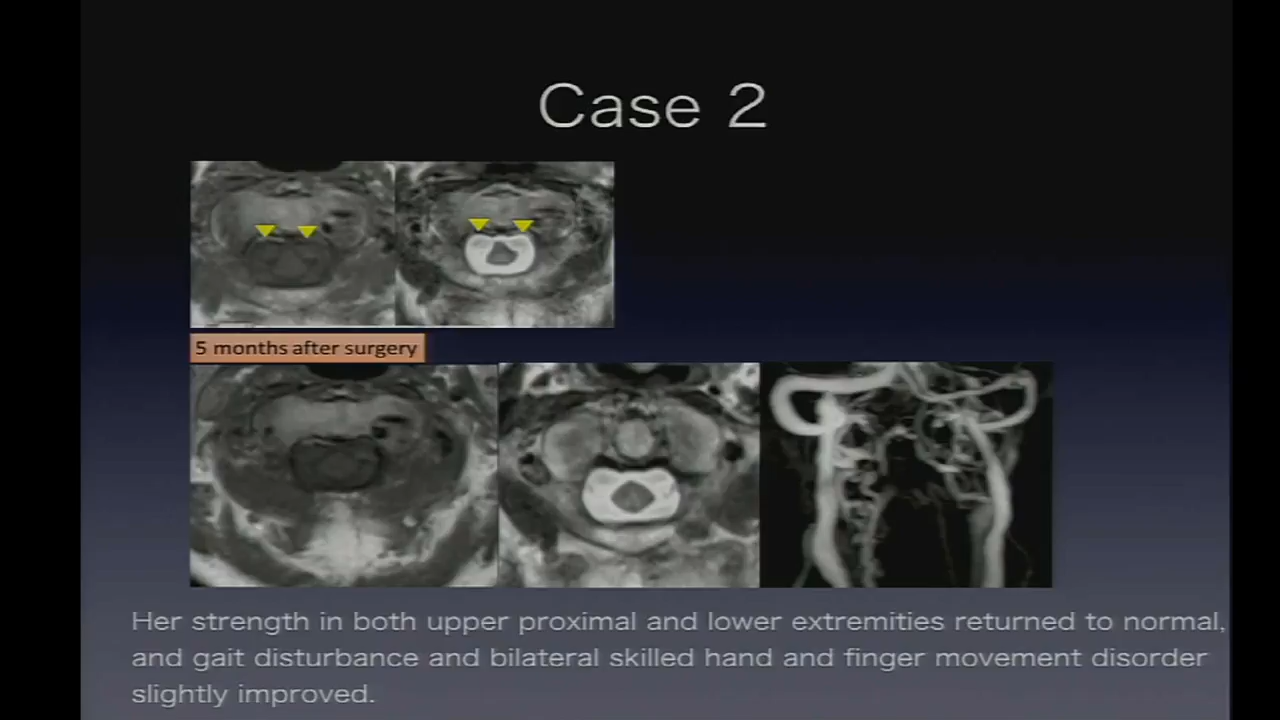 Case 2
5 months after surgery
Her strength in both upper proximal and lower extremities returned to normal,
and gait disturbance and bilateral skilled hand and finger movement disorder
slightly improved.